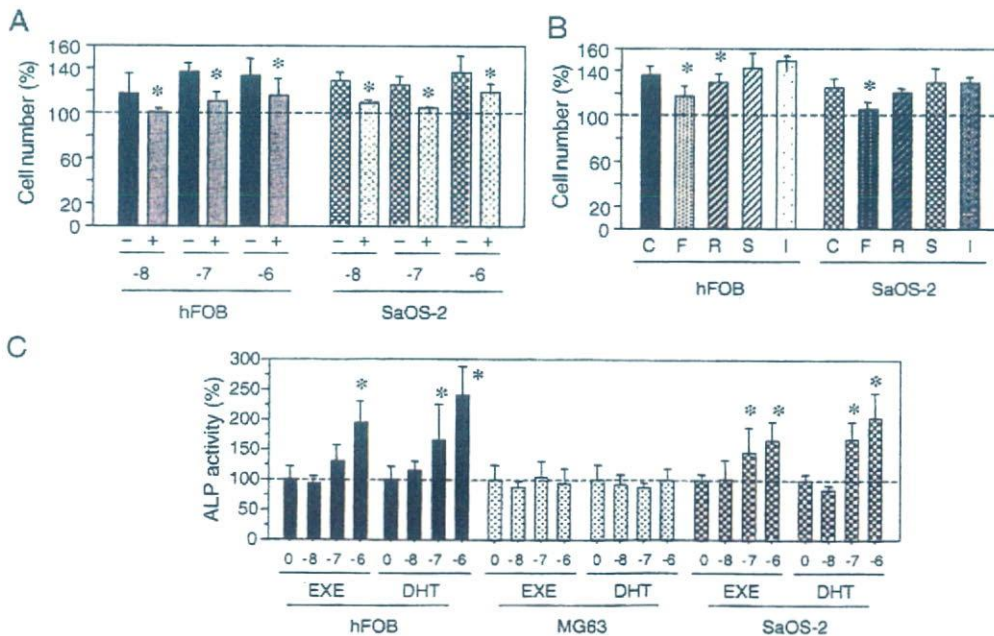 A
Cell number (%)
160
140
100
60
20
0
* * * * * *
- + - + - + - + - + - +
-8 -7 -6 -8 -7 -6
hFOB SaOS-2
B
Cell number (%)
160
140
100
60
20
0
* * *
C F R S I C F R S I
hFOB SaOS-2
C
ALP activity (%)
300
250
200
150
100
50
0
* * * * * * *
0 -8 -7 -6 0 -8 -7 -6 0 -8 -7 -6 0 -8 -7 -6 0 -8 -7 -6 0 -8 -7 -6
EXE DHT EXE DHT EXE DHT
hFOB MG63 SaOS-2